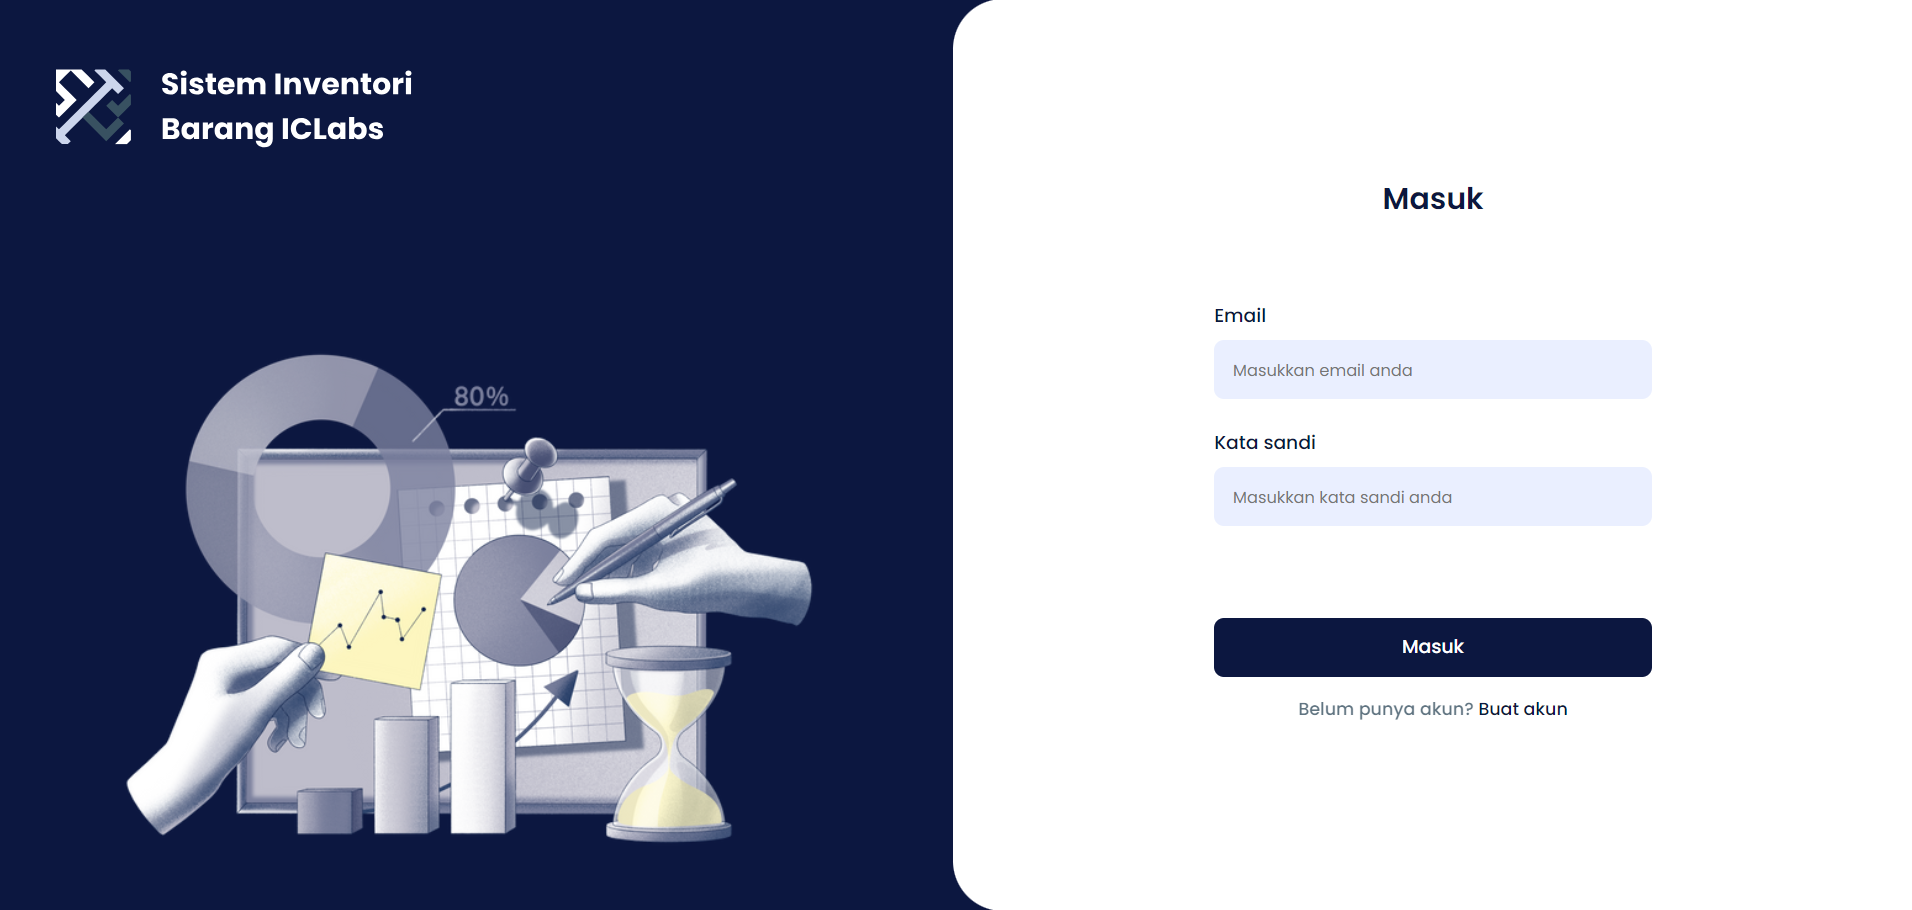 Sistem Inventori
Barang ICLabs
80%
Masuk
Email
Masukkan email anda
Kata sandi
Masukkan kata sandi anda
Masuk
Belum punya akun? Buat akun